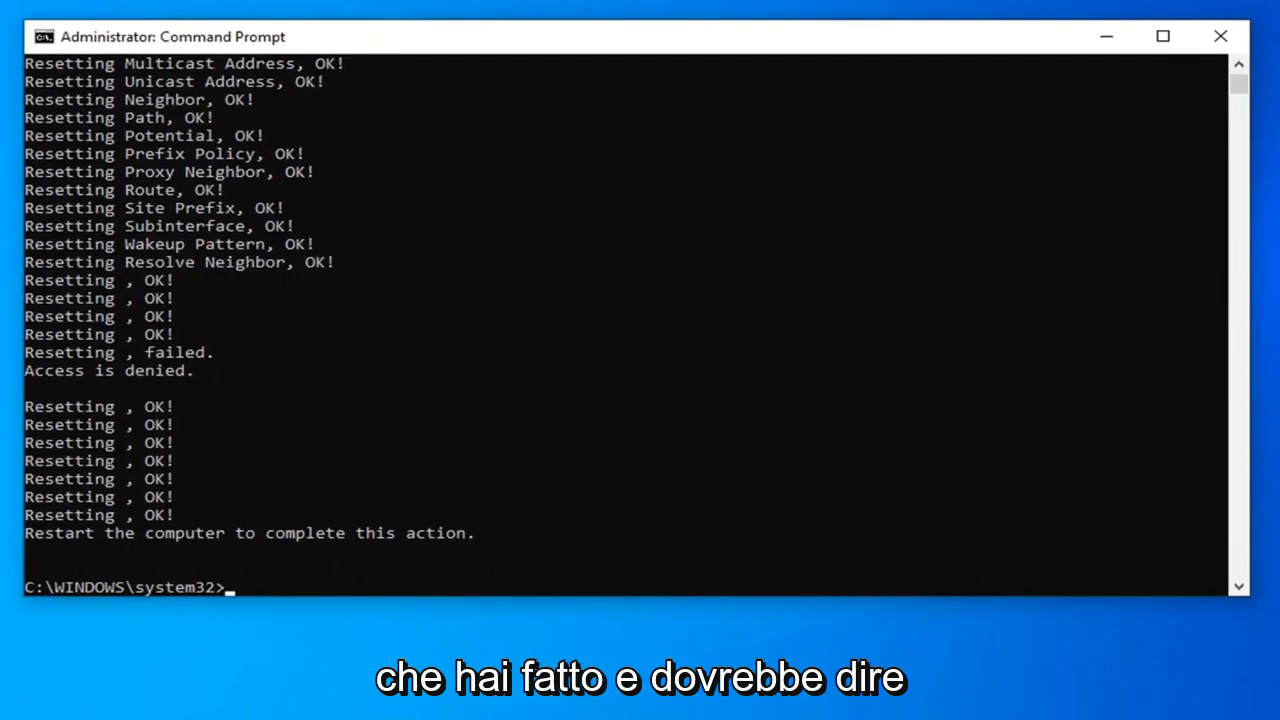 Administrator: Command Prompt
Resetting Multicast Address, OK!
Resetting Unicast Address, OK!
Resetting Neighbor, OK!
Resetting Path, OK!
Resetting Potential, OK!
Resetting Prefix Policy, OK!
Resetting Proxy Neighbor, OK!
Resetting Route, OK!
Resetting Site Prefix, OK!
Resetting Subinterface, OK!
Resetting Wakeup Pattern, OK!
Resetting Resolve Neighbor, OK!
Resetting , OK!
Resetting , OK!
Resetting , OK!
Resetting , OK!
Resetting , failed.
Access is denied.
Resetting , OK!
Resetting , OK!
Resetting , OK!
Resetting , OK!
Resetting , OK!
Resetting , OK!
Resetting , OK!
Restart the computer to complete this action.
C:\WINDOWS\system32>
che hai fatto e dovrebbe dire